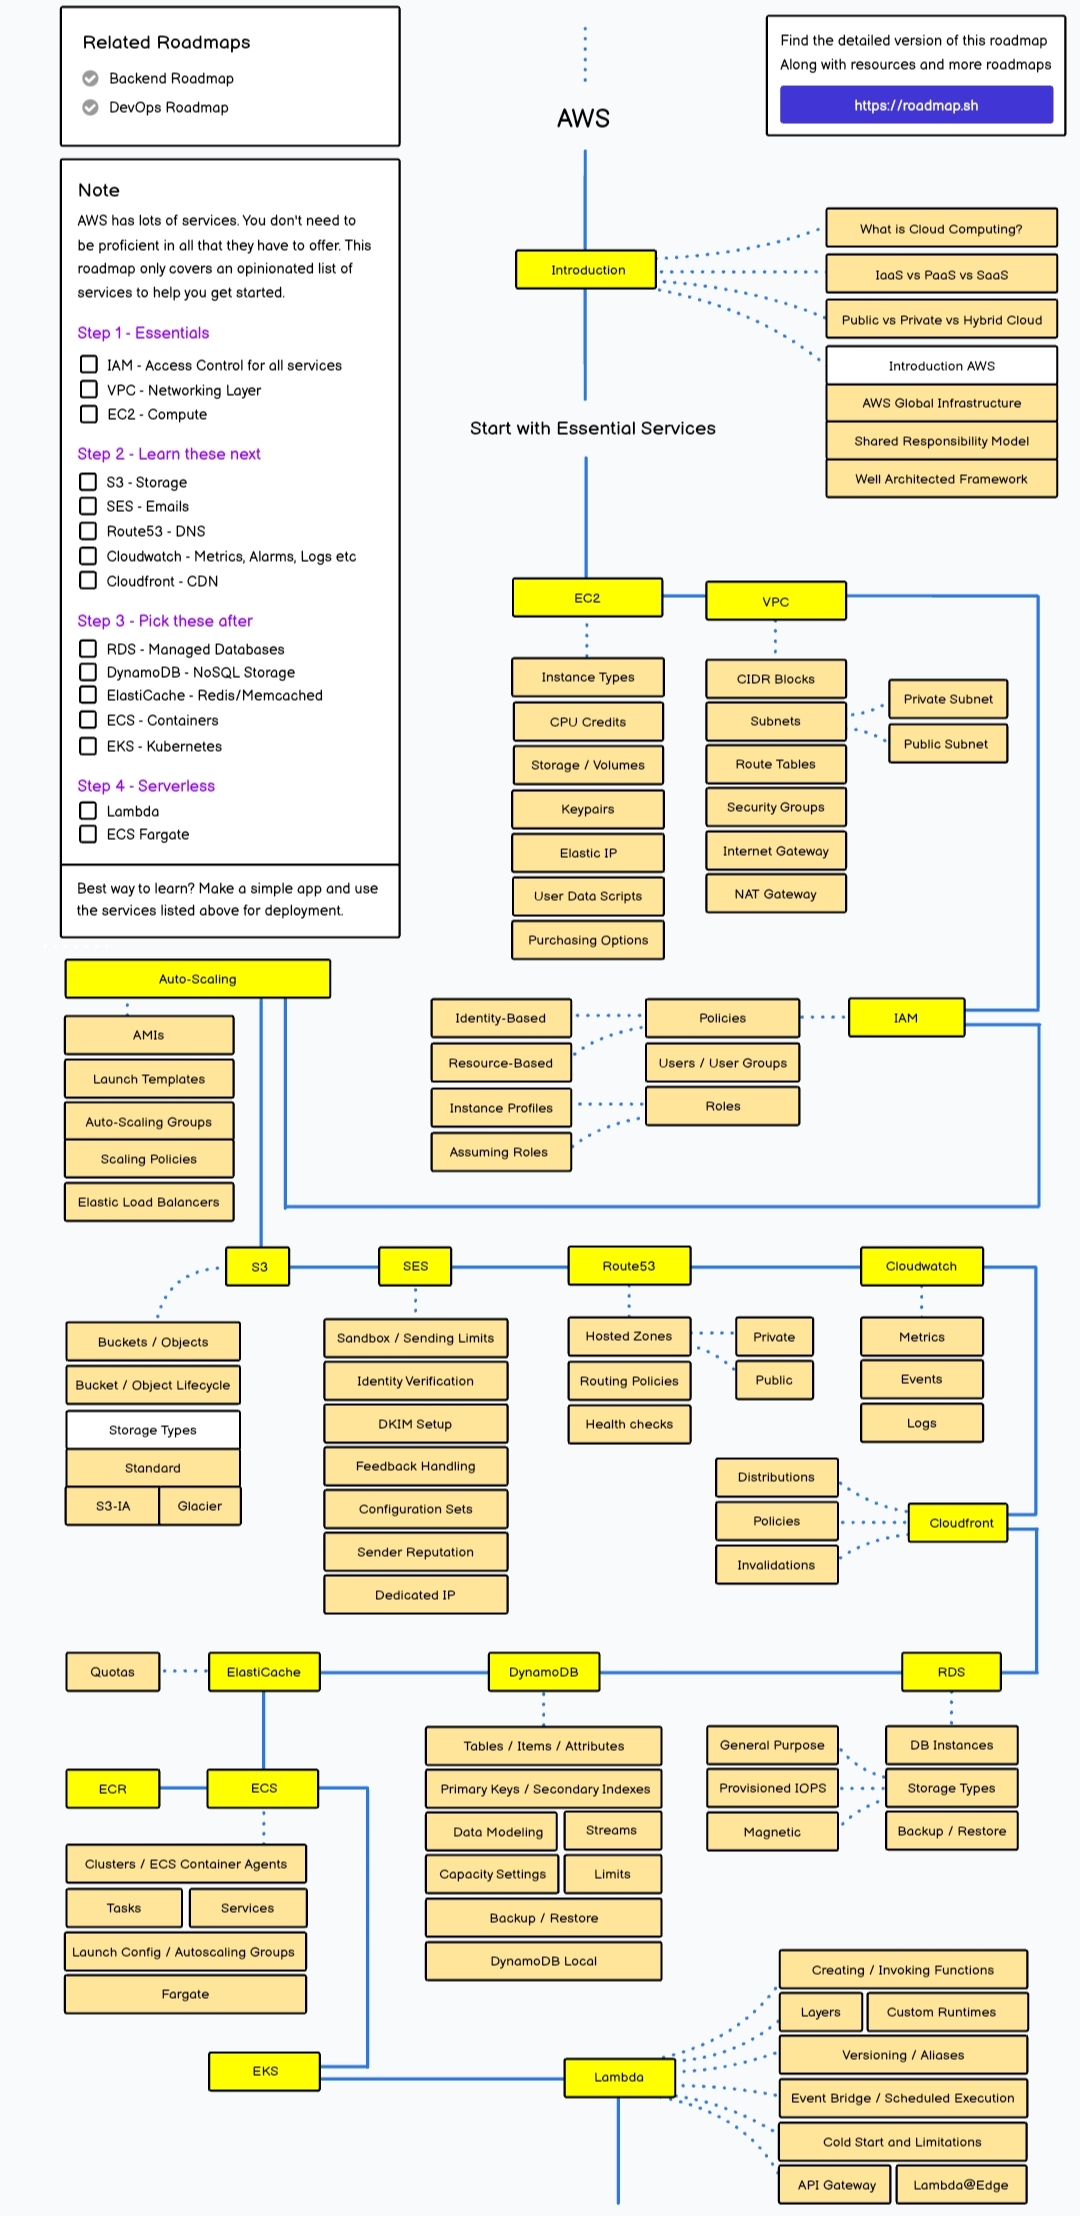 Related Roadmaps
Backend Roadmap
DevOps Roadmap
Find the detailed version of this roadmap
Along with resources and more roadmaps
https://roadmap.sh
AWS
Note
AWS has lots of services. You don't need to
be proficient in all that they have to offer. This
roadmap only covers an opinionated list of
services to help you get started.
Step 1 - Essentials
IAM - Access Control for all services
VPC - Networking Layer
EC2 - Compute
Step 2 - Learn these next
S3 - Storage
SES - Emails
Route53 - DNS
Cloudwatch - Metrics, Alarms, Logs etc
Cloudfront - CDN
Step 3 - Pick these after
RDS - Managed Databases
DynamoDB - NoSQL Storage
ElastiCache - Redis/Memcached
ECS - Containers
EKS - Kubernetes
Step 4 - Serverless
Lambda
ECS Fargate
Best way to learn? Make a simple app and use
the services listed above for deployment.
Introduction
What is Cloud Computing?
IaaS vs PaaS vs SaaS
Public vs Private vs Hybrid Cloud
Introduction AWS
AWS Global Infrastructure
Shared Responsibility Model
Well Architected Framework
Start with Essential Services
EC2
Instance Types
CPU Credits
Storage / Volumes
Keypairs
Elastic IP
User Data Scripts
Purchasing Options
VPC
CIDR Blocks
Subnets
Route Tables
Security Groups
Internet Gateway
NAT Gateway
Private Subnet
Public Subnet
IAM
Policies
Users / User Groups
Roles
Identity-Based
Resource-Based
Instance Profiles
Assuming Roles
Auto-Scaling
AMIs
Launch Templates
Auto-Scaling Groups
Scaling Policies
Elastic Load Balancers
S3
Buckets / Objects
Bucket / Object Lifecycle
Storage Types
Standard
S3-IA
Glacier
SES
Sandbox / Sending Limits
Identity Verification
DKIM Setup
Feedback Handling
Configuration Sets
Sender Reputation
Dedicated IP
Route53
Hosted Zones
Routing Policies
Health checks
Private
Public
Cloudwatch
Metrics
Events
Logs
Cloudfront
Distributions
Policies
Invalidations
RDS
DB Instances
Storage Types
Backup / Restore
General Purpose
Provisioned IOPS
Magnetic
DynamoDB
Tables / Items / Attributes
Primary Keys / Secondary Indexes
Data Modeling
Streams
Capacity Settings
Limits
Backup / Restore
DynamoDB Local
ElastiCache
Quotas
ECR
ECS
Clusters / ECS Container Agents
Tasks
Services
Launch Config / Autoscaling Groups
Fargate
EKS
Lambda
Creating / Invoking Functions
Layers
Custom Runtimes
Versioning / Aliases
Event Bridge / Scheduled Execution
Cold Start and Limitations
API Gateway
Lambda@Edge